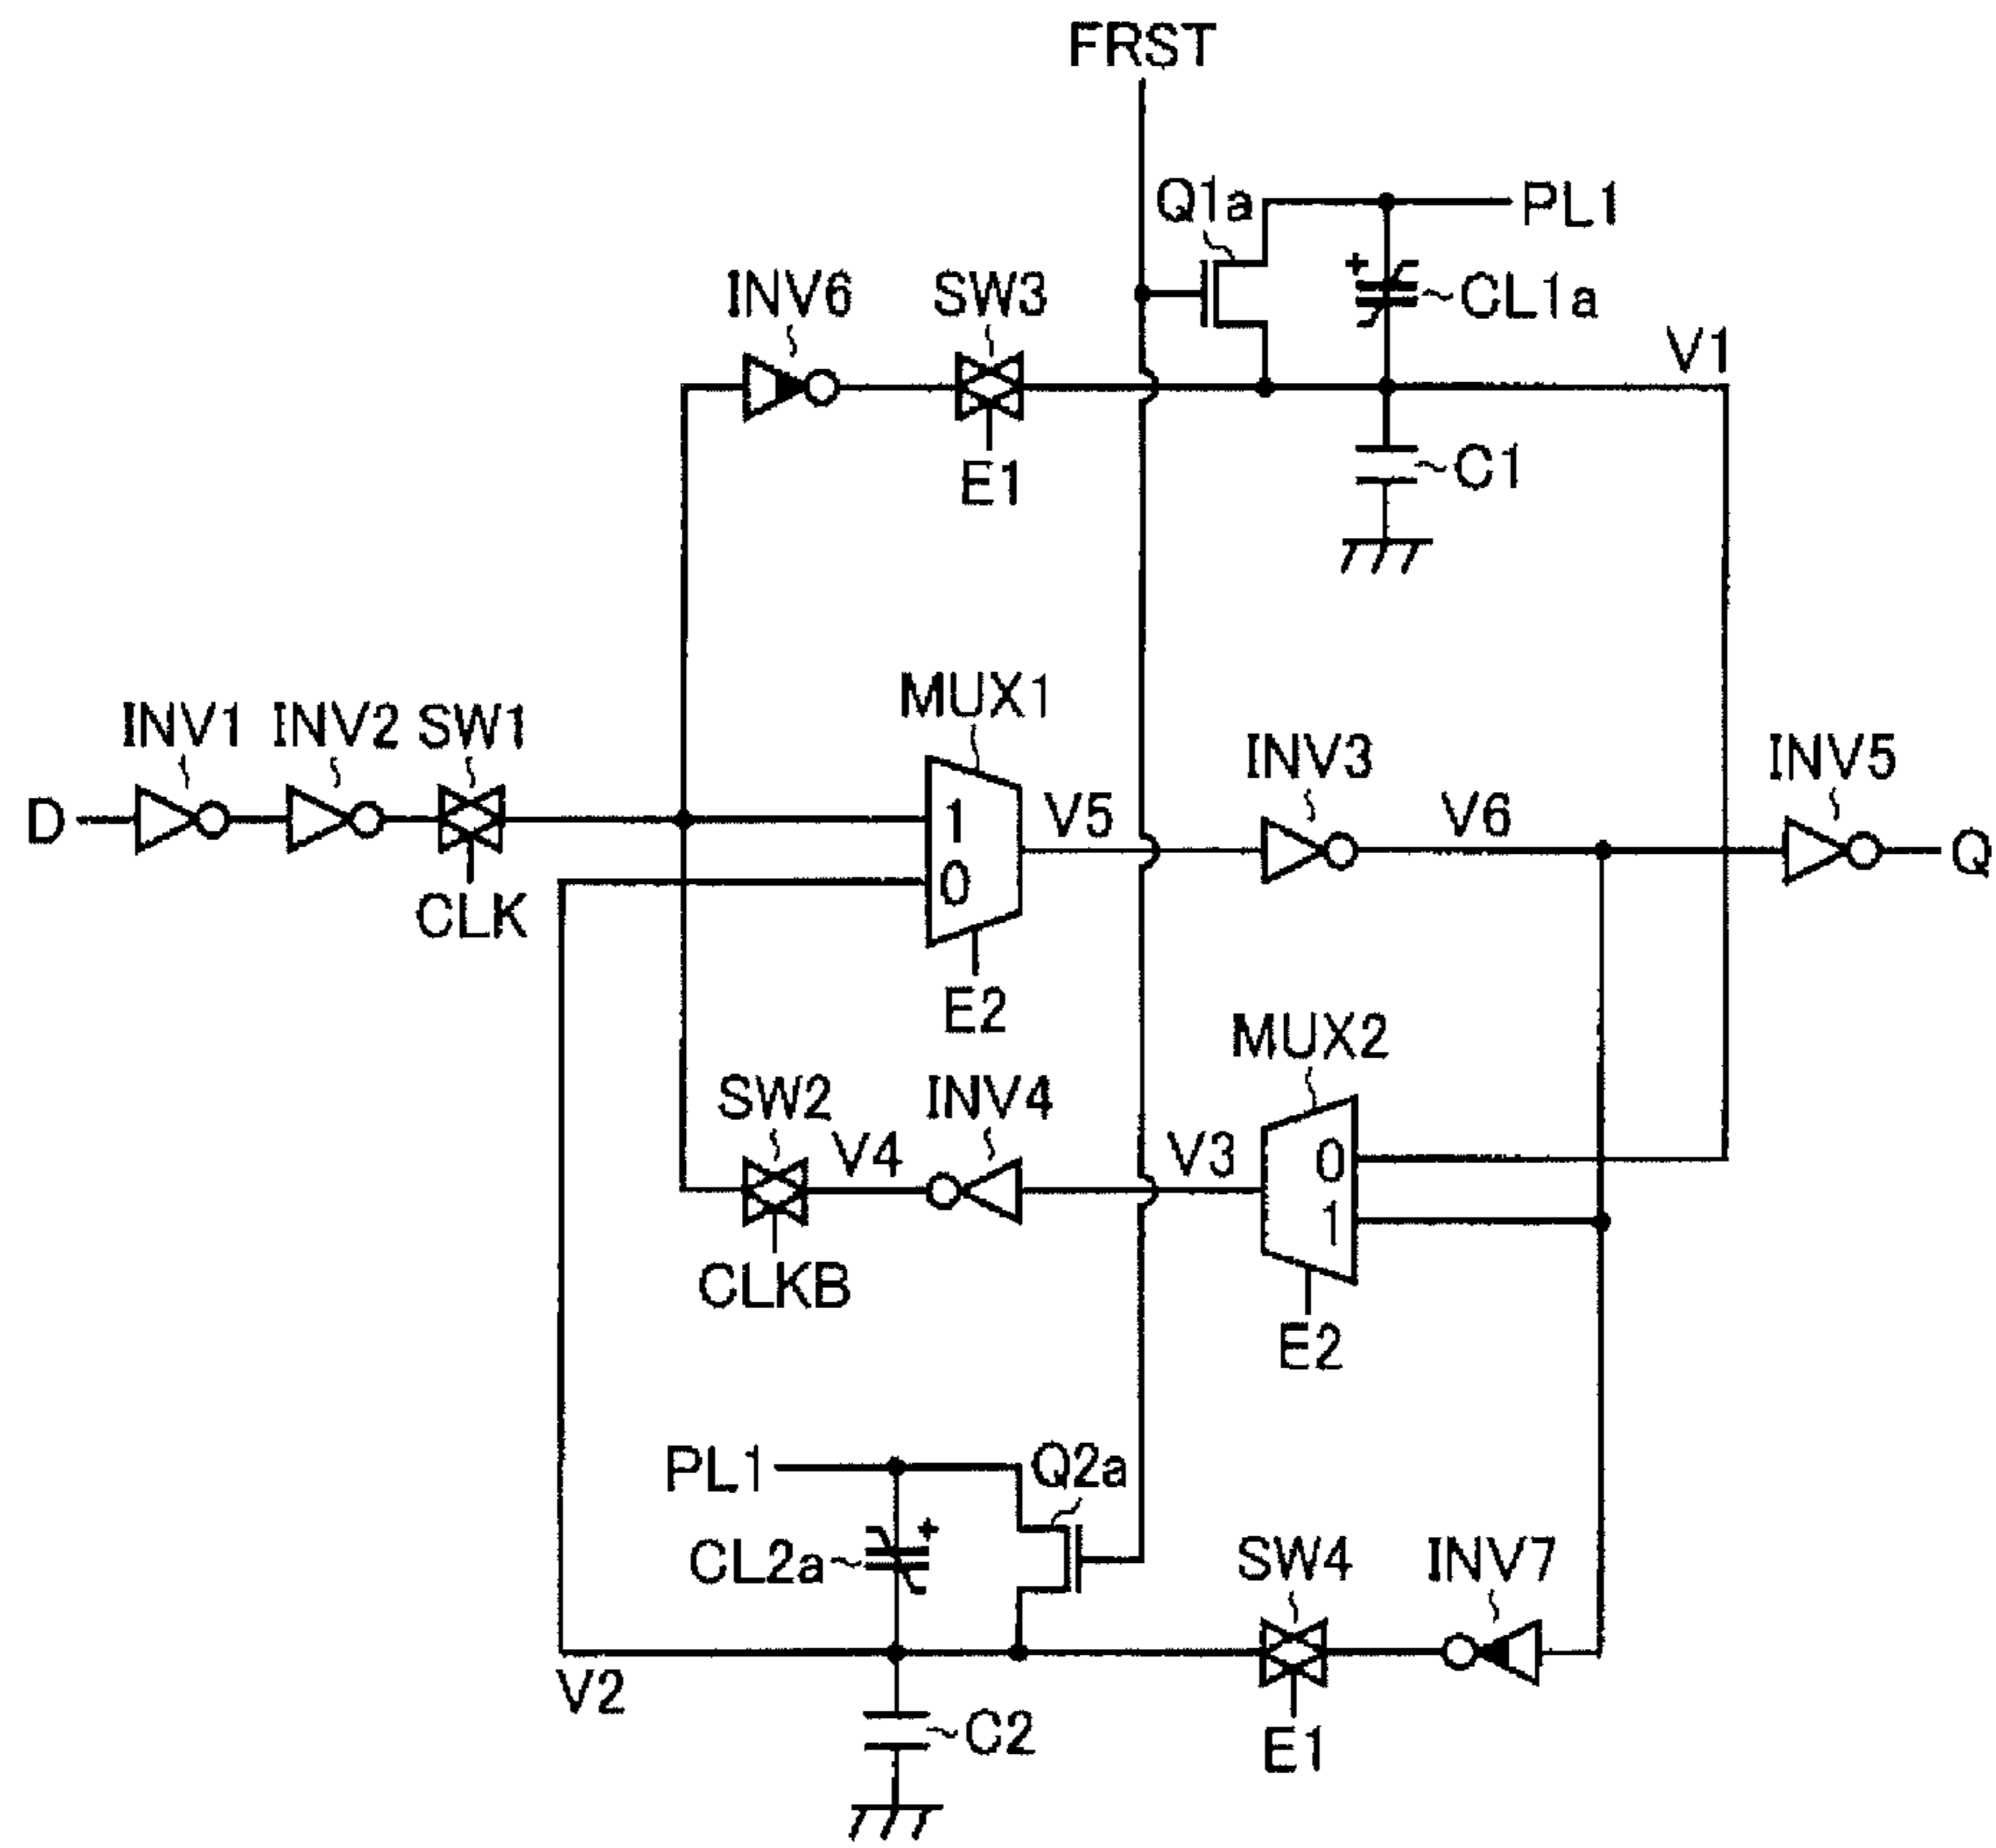 FRST
Q1a
PL1
INV6
SW3
+
CL1a
V1
E1
C1
MUX1
INV1
INV2
SW1
INV3
INV5
D
1
V5
V6
Q
0
CLK
E2
MUX2
SW2
INV4
V4
V3
0
1
CLKB
E2
PL1
Q2a
+
CL2a
SW4
INV7
V2
C2
E1